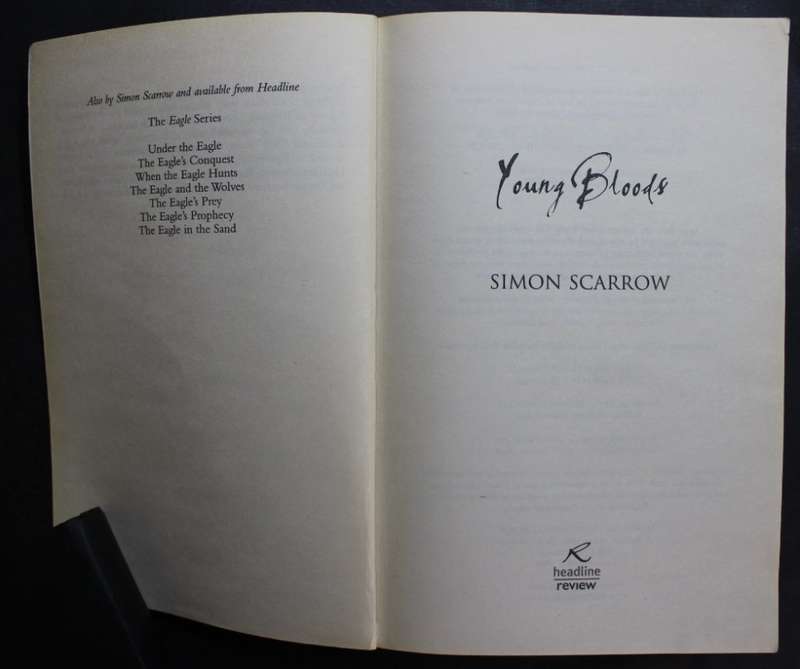 Also by Simon Scarrow and available from Headline
The Eagle Series
Under the Eagle
The Eagle's Conquest
When the Eagle Hunts
The Eagle and the Wolves
The Eagle's Prey
The Eagle's Prophecy
The Eagle in the Sand
Young Bloods
SIMON SCARROW
R
headline
review